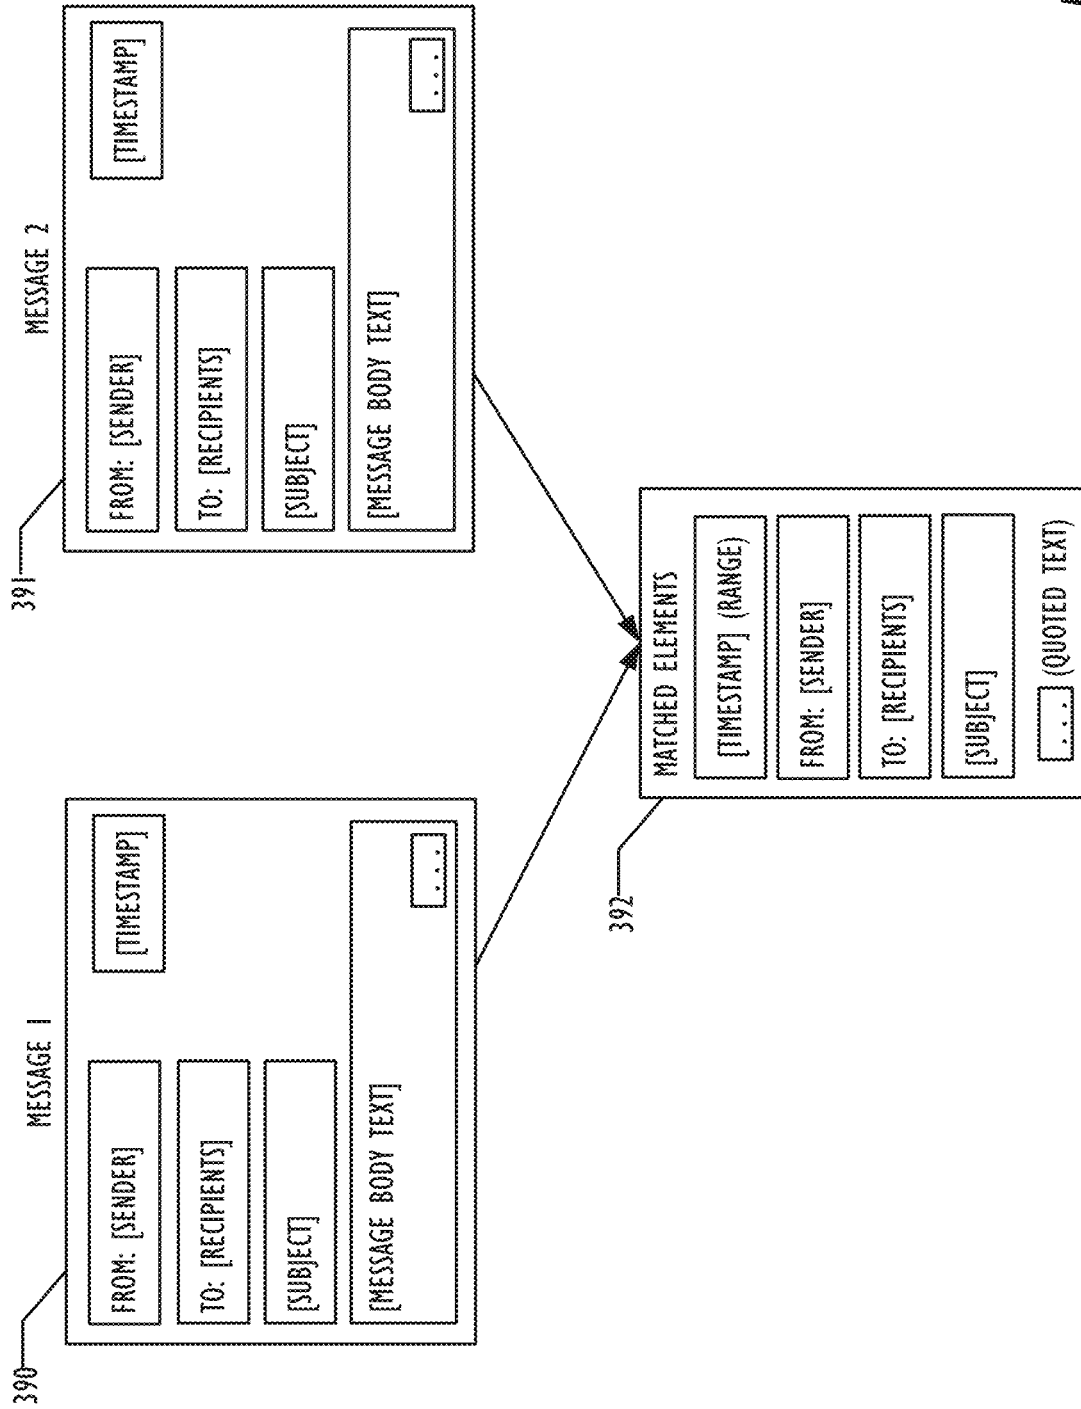 MESSAGE 1
390
FROM: [SENDER]
[TIMESTAMP]
TO: [RECIPIENTS]
[SUBJECT]
[MESSAGE BODY TEXT]
...
MESSAGE 2
391
FROM: [SENDER]
[TIMESTAMP]
TO: [RECIPIENTS]
[SUBJECT]
[MESSAGE BODY TEXT]
...
392
MATCHED ELEMENTS
[TIMESTAMP] (RANGE)
FROM: [SENDER]
TO: [RECIPIENTS]
[SUBJECT]
... (QUOTED TEXT)